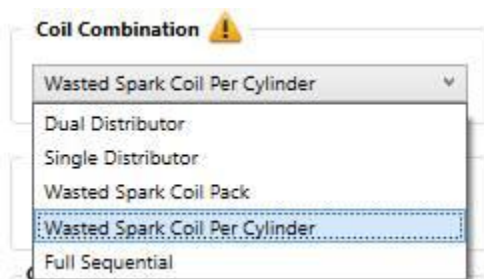 Coil Combination
Wasted Spark Coil Per Cylinder
Dual Distributor
Single Distributor
Wasted Spark Coil Pack
Wasted Spark Coil Per Cylinder
Full Sequential